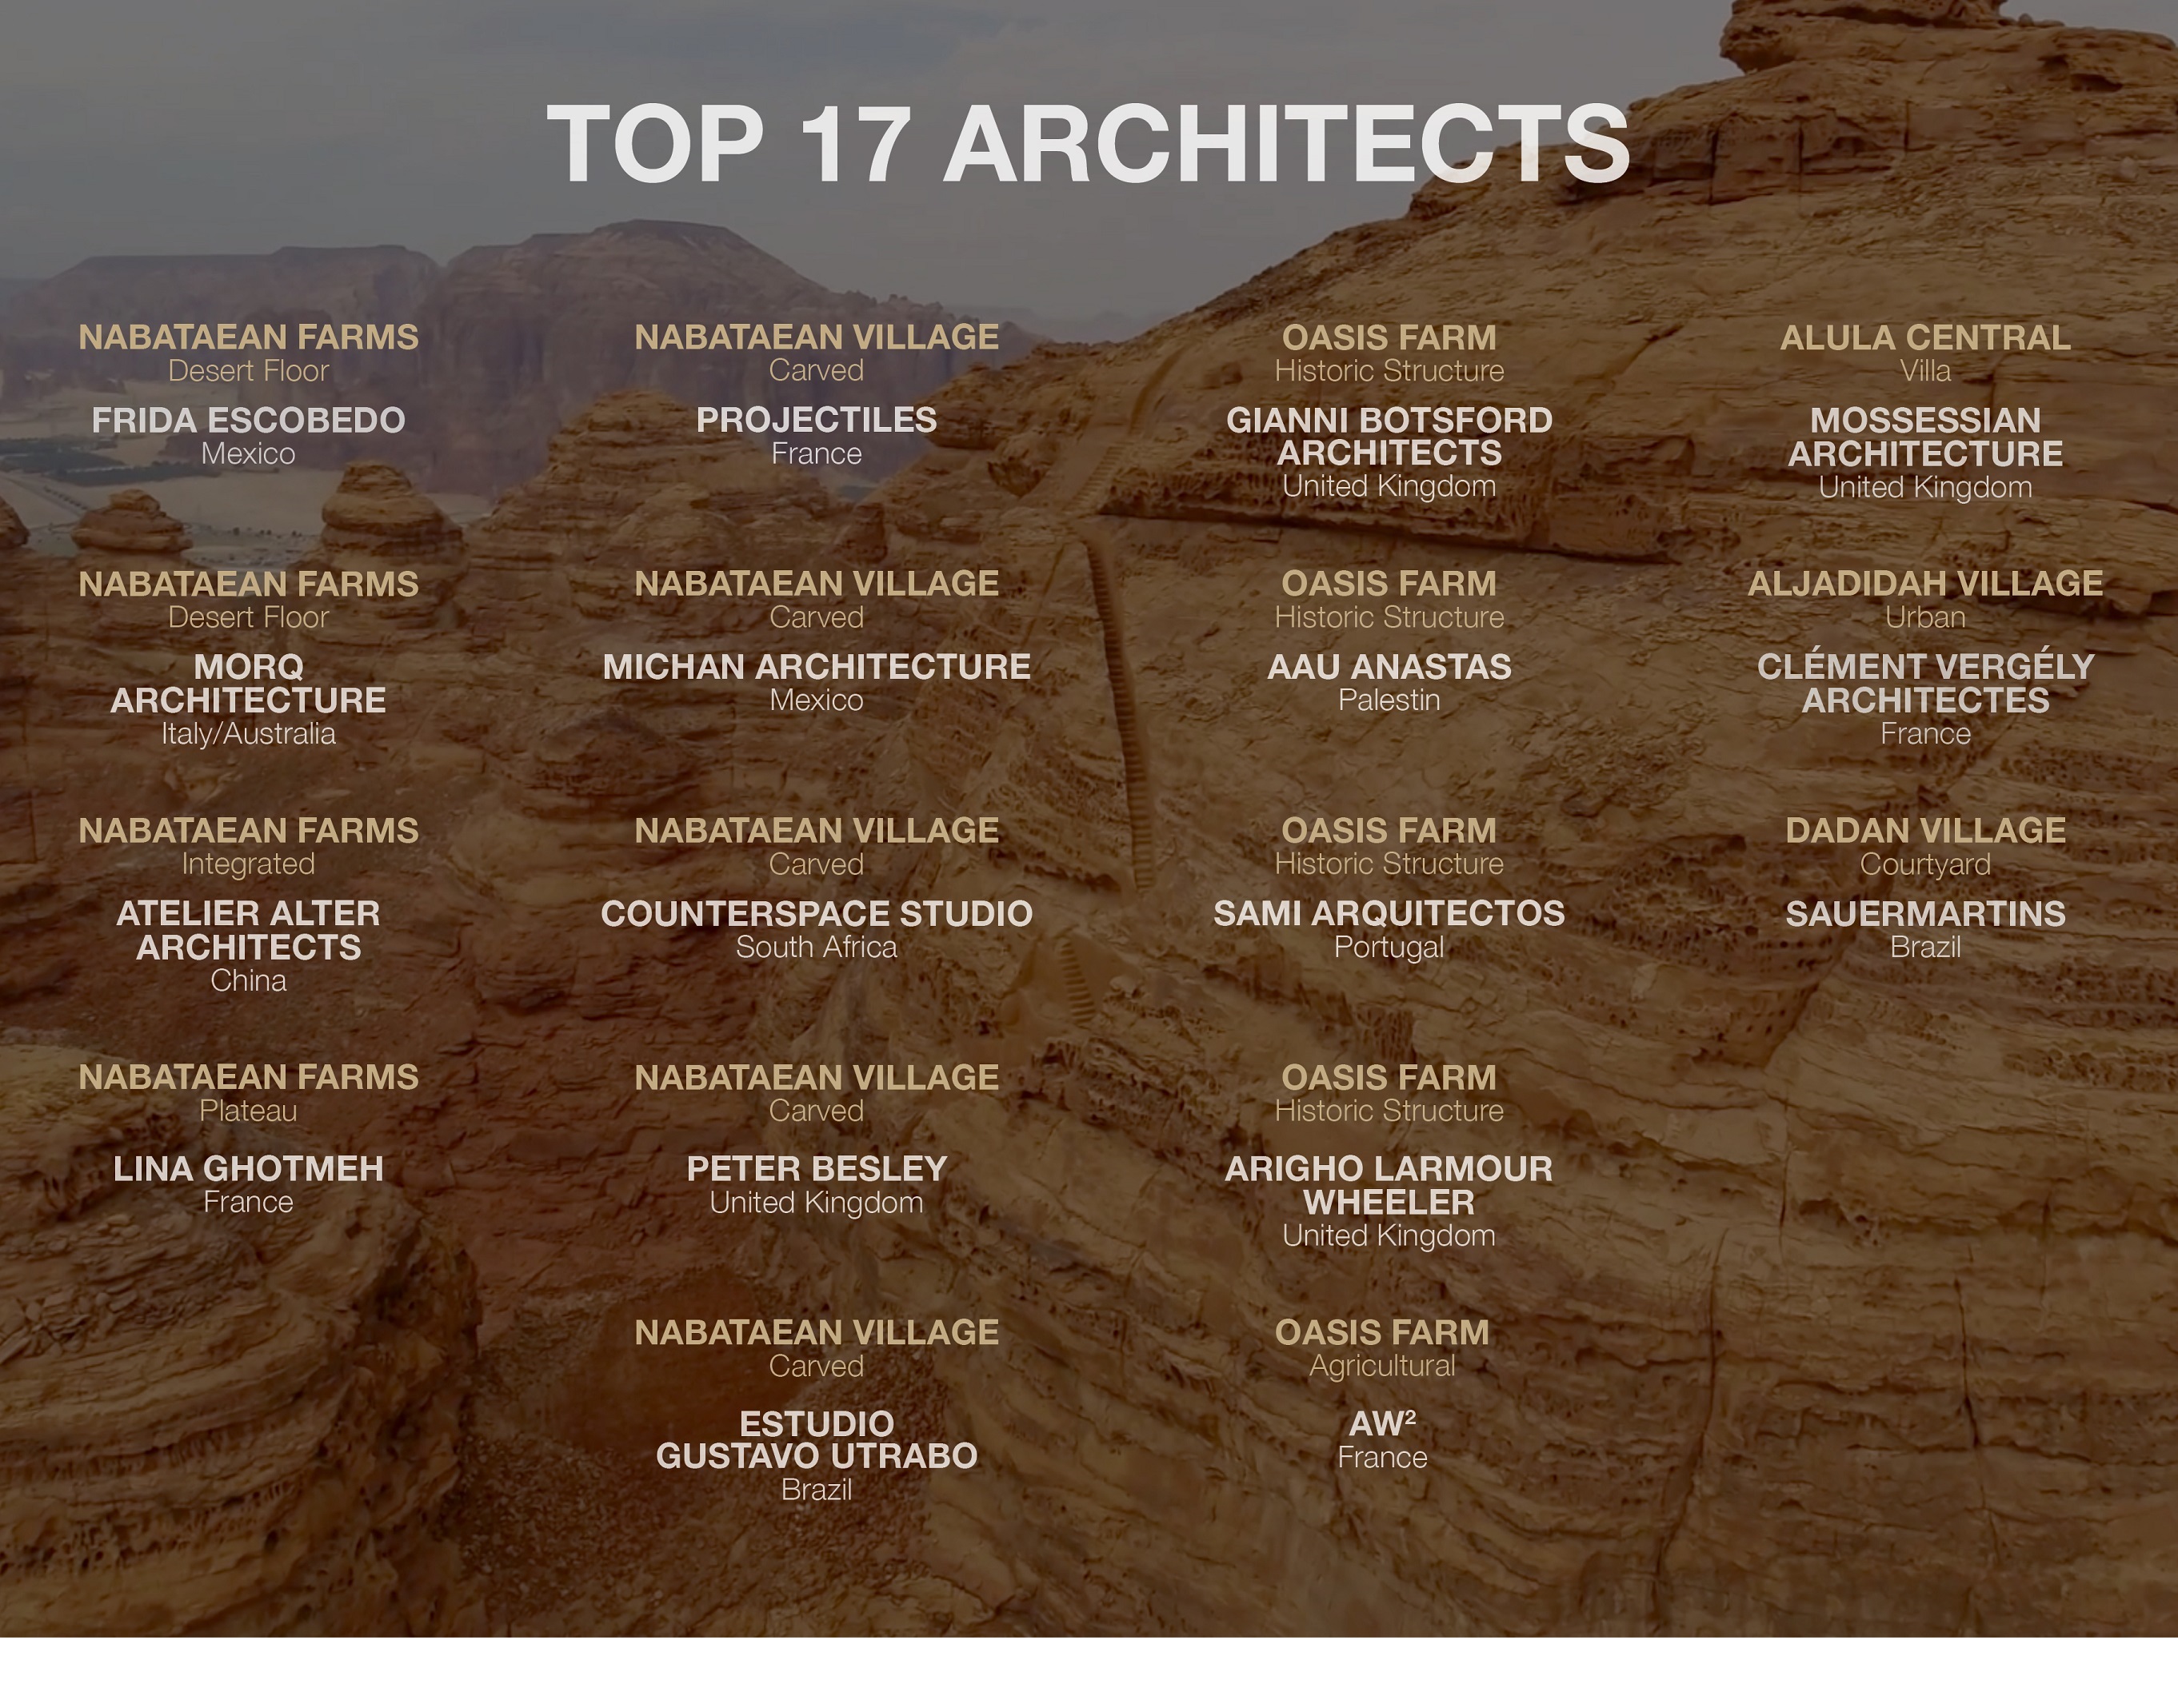 TOP 17 ARCHITECTS
NABATAEAN FARMS
Desert Floor
FRIDA ESCOBEDO
Mexico
NABATAEAN FARMS
Desert Floor
MORQ
ARCHITECTURE
Italy/Australia
NABATAEAN FARMS
Integrated
ATELIER ALTER
ARCHITECTS
China
NABATAEAN FARMS
Plateau
LINA GHOTMEH
France
NABATAEAN VILLAGE
Carved
PROJECTILES
France
NABATAEAN VILLAGE
Carved
MICHAN ARCHITECTURE
Mexico
NABATAEAN VILLAGE
Carved
COUNTERSPACE STUDIO
South Africa
NABATAEAN VILLAGE
Carved
PETER BESLEY
United Kingdom
NABATAEAN VILLAGE
Carved
ESTUDIO
GUSTAVO UTRABO
Brazil
OASIS FARM
Historic Structure
GIANNI BOTSFORD
ARCHITECTS
United Kingdom
OASIS FARM
Historic Structure
AAU ANASTAS
Palestin
OASIS FARM
Historic Structure
SAMI ARQUITECTOS
Portugal
OASIS FARM
Historic Structure
ARIGHO LARMOUR
WHEELER
United Kingdom
OASIS FARM
Agricultural
AW²
France
ALULA CENTRAL
Villa
MOSSESSIAN
ARCHITECTURE
United Kingdom
ALJADIDAH VILLAGE
Urban
CLÉMENT VERGÉLY
ARCHITECTES
France
DADAN VILLAGE
Courtyard
SAUERMARTINS
Brazil